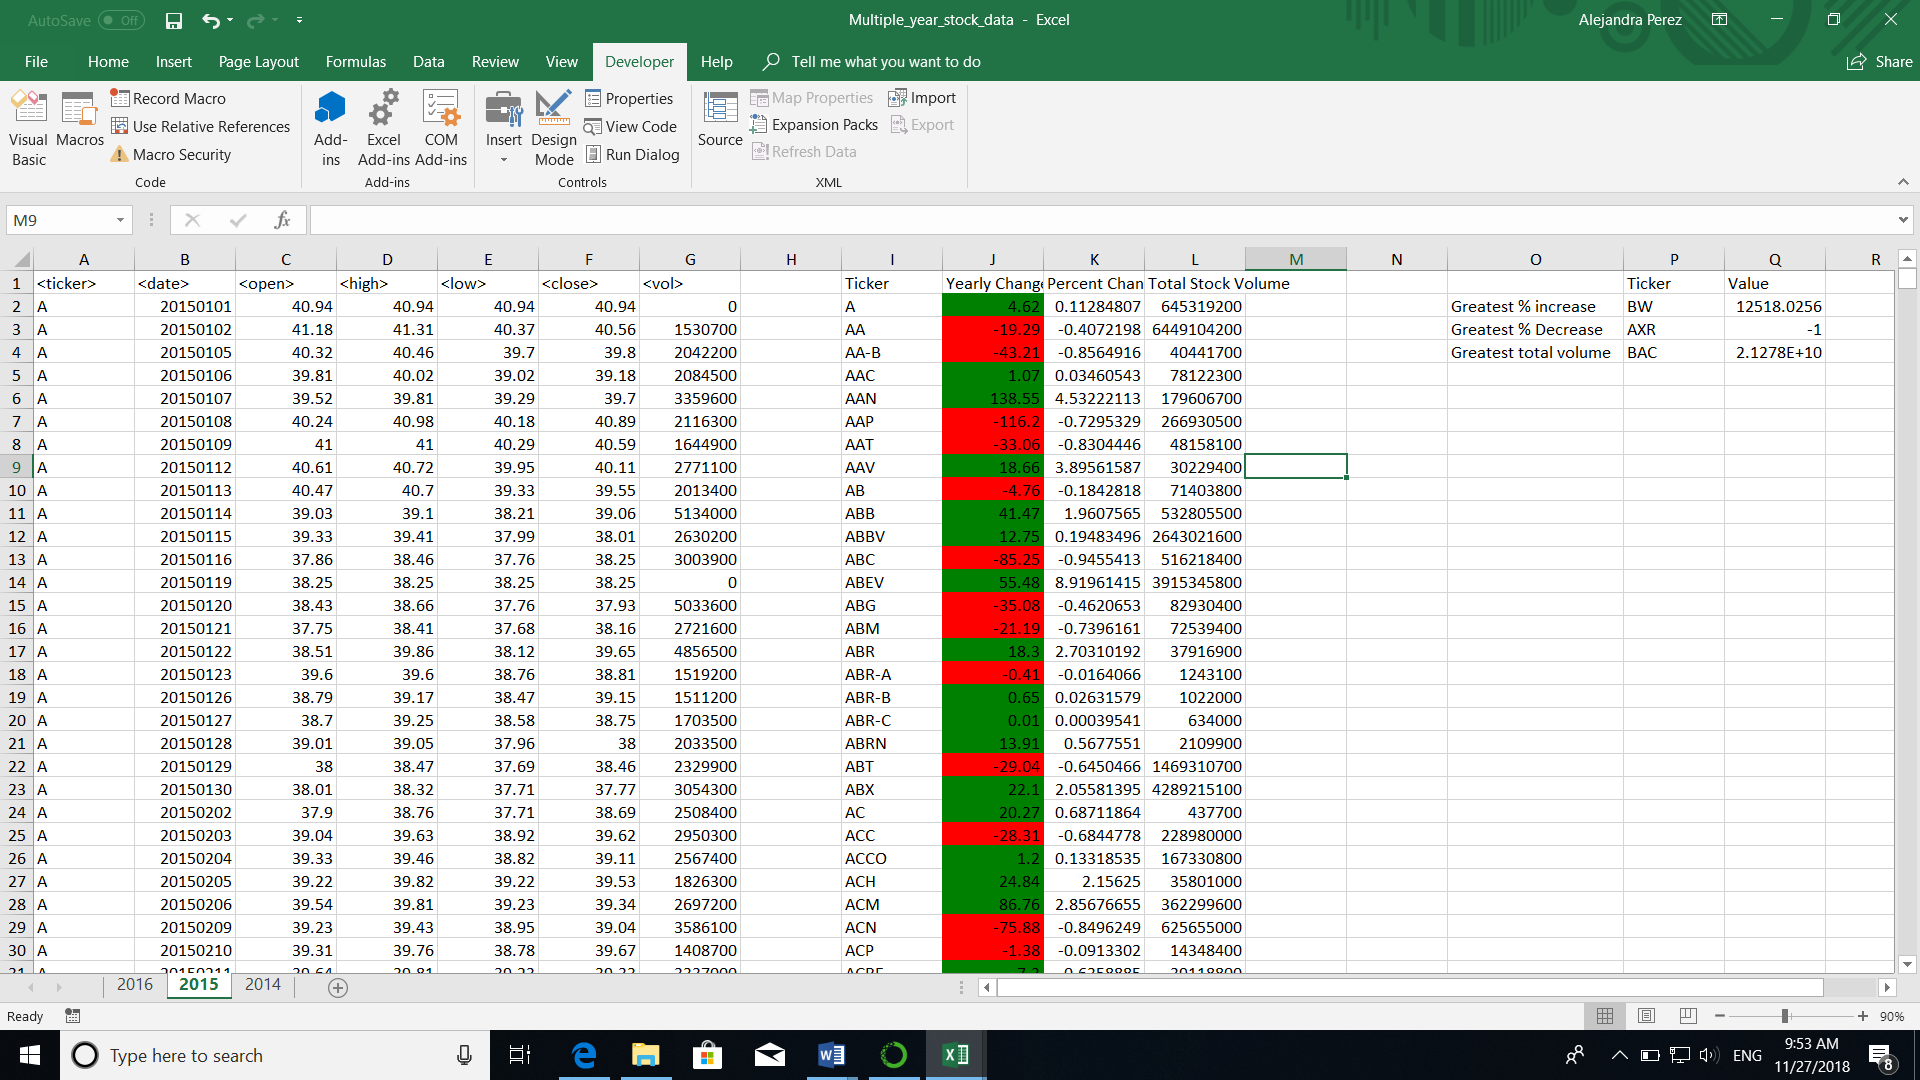 AutoSave Off
Multiple_year_stock_data - Excel
Alejandra Perez
File Home Insert Page Layout Formulas Data Review View Developer Help Tell me what you want to do Share
Visual Basic
Macros
Record Macro
Use Relative References
Macro Security
Code
Add-ins
Excel Add-ins
COM Add-ins
Add-ins
Insert
Design Mode
Properties
View Code
Run Dialog
Controls
Source
Map Properties
Expansion Packs
Refresh Data
Import
Export
XML
M9 fx
A B C D E F G H I J K L M N O P Q R
1 <ticker> <date> <open> <high> <low> <close> <vol> Ticker Yearly Change Percent Chan Total Stock Volume Ticker Value
2 A 20150101 40.94 40.94 40.94 40.94 0 A 4.62 0.11284807 645319200 Greatest % increase BW 12518.0256
3 A 20150102 41.18 41.31 40.37 40.56 1530700 AA -19.29 -0.4072198 6449104200 Greatest % Decrease AXR -1
4 A 20150105 40.32 40.46 39.7 39.8 2042200 AA-B -43.21 -0.8564916 40441700 Greatest total volume BAC 2.1278E+10
5 A 20150106 39.81 40.02 39.02 39.18 2084500 AAC 1.07 0.03460543 78122300
6 A 20150107 39.52 39.81 39.29 39.7 3359600 AAN 138.55 4.53222113 179606700
7 A 20150108 40.24 40.98 40.18 40.89 2116300 AAP -116.2 -0.7295329 266930500
8 A 20150109 41 41 40.29 40.59 1644900 AAT -33.06 -0.8304446 48158100
9 A 20150112 40.61 40.72 39.95 40.11 2771100 AAV 18.66 3.89561587 30229400
10 A 20150113 40.47 40.7 39.33 39.55 2013400 AB -4.76 -0.1842818 71403800
11 A 20150114 39.03 39.1 38.21 39.06 5134000 ABB 41.47 1.9607565 532805500
12 A 20150115 39.33 39.41 37.99 38.01 2630200 ABBV 12.75 0.19483496 2643021600
13 A 20150116 37.86 38.46 37.76 38.25 3003900 ABC -85.25 -0.9455413 516218400
14 A 20150119 38.25 38.25 38.25 38.25 0 ABEV 55.48 8.91961415 3915345800
15 A 20150120 38.43 38.66 37.76 37.93 5033600 ABG -35.08 -0.4620653 82930400
16 A 20150121 37.75 38.41 37.68 38.16 2721600 ABM -21.19 -0.7396161 72539400
17 A 20150122 38.51 39.86 38.12 39.65 4856500 ABR 18.3 2.70310192 37916900
18 A 20150123 39.6 39.6 38.76 38.81 1519200 ABR-A -0.41 -0.0164066 1243100
19 A 20150126 38.79 39.17 38.47 39.15 1511200 ABR-B 0.65 0.02631579 1022000
20 A 20150127 38.7 39.25 38.58 38.75 1703500 ABR-C 0.01 0.00039541 634000
21 A 20150128 39.01 39.05 37.96 38 2033500 ABRN 13.91 0.5677551 2109900
22 A 20150129 38 38.47 37.69 38.46 2329900 ABT -29.04 -0.6450466 1469310700
23 A 20150130 38.01 38.32 37.71 37.77 3054300 ABX 22.1 2.05581395 4289215100
24 A 20150202 37.9 38.76 37.71 38.69 2508400 AC 20.27 0.68711864 437700
25 A 20150203 39.04 39.63 38.92 39.62 2950300 ACC -28.31 -0.6844778 228980000
26 A 20150204 39.33 39.46 38.82 39.11 2567400 ACCO 1.2 0.13318535 167330800
27 A 20150205 39.22 39.82 39.22 39.53 1826300 ACH 24.84 2.15625 35801000
28 A 20150206 39.54 39.81 39.23 39.34 2697200 ACM 86.76 2.85676655 362299600
29 A 20150209 39.23 39.43 38.95 39.04 3586100 ACN -75.88 -0.8496249 625655000
30 A 20150210 39.31 39.76 38.78 39.67 1408700 ACP -1.38 -0.0913302 14348400
2016 2015 2014
Ready
90%
Type here to search
ENG
9:53 AM
11/27/2018
8